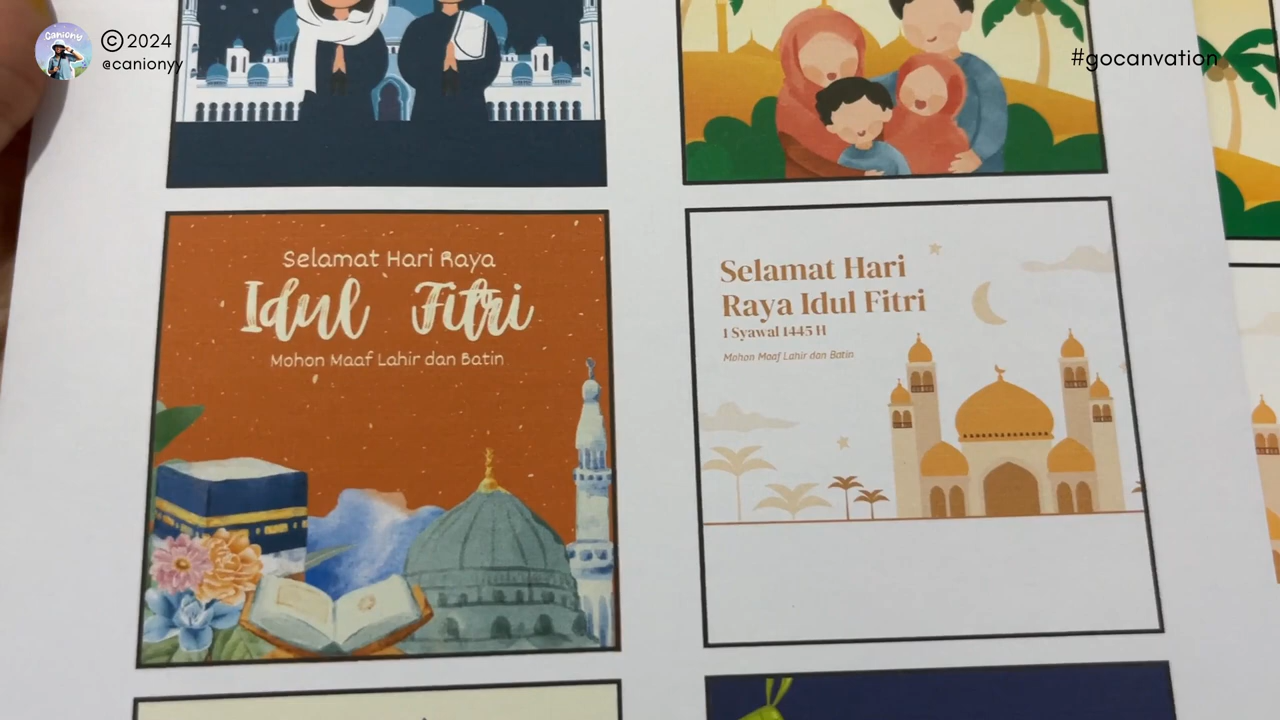 Caniony
©2024
@canionyy
#gocanvation
Selamat Hari Raya
Idul Fitri
Mohon Maaf Lahir dan Batin
Selamat Hari
Raya Idul Fitri
1 Syawal 1445 H
Mohon Maaf Lahir dan Batin